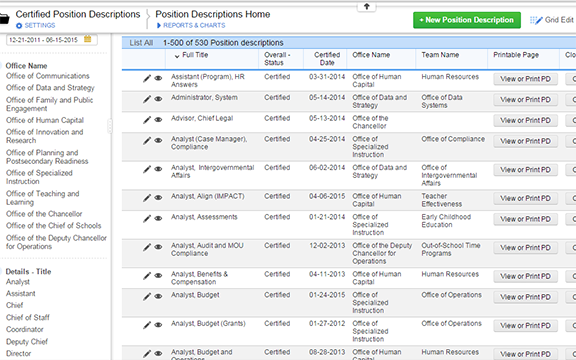 Certified Position Descriptions
SETTINGS
Position Descriptions Home
REPORTS & CHARTS
+ New Position Description
Grid Edit
12-21-2011 - 06-15-2015
Office Name
Office of Communications
Office of Data and Strategy
Office of Family and Public
Engagement
Office of Human Capital
Office of Innovation and
Research
Office of Planning and
Postsecondary Readiness
Office of Specialized
Instruction
Office of Teaching and
Learning
Office of the Chancellor
Office of the Chief of Schools
Office of the Deputy Chancellor
for Operations
Details - Title
Analyst
Assistant
Chief
Chief of Staff
Coordinator
Deputy Chief
Director
List All 1-500 of 530 Position descriptions
Full Title Overall - Status Certified Date Office Name Team Name Printable Page Clo
Assistant (Program), HR Answers Certified 03-31-2014 Office of Human Capital Human Resources View or Print PD C
Administrator, System Certified 05-14-2014 Office of Data and Strategy Office of Data Systems View or Print PD C
Advisor, Chief Legal Certified 05-13-2014 Office of the Chancellor View or Print PD C
Analyst (Case Manager), Compliance Certified 04-25-2014 Office of Specialized Instruction Office of Compliance View or Print PD C
Analyst, Intergovernmental Affairs Certified 06-02-2014 Office of Data and Strategy Office of Intergovernmental Affairs View or Print PD C
Analyst, Align (IMPACT) Certified 04-06-2015 Office of Human Capital Teacher Effectiveness View or Print PD C
Analyst, Assessments Certified 01-21-2014 Office of Specialized Instruction Early Childhood Education View or Print PD C
Analyst, Audit and MOU Compliance Certified 12-02-2013 Office of the Deputy Chancellor for Operations Out-of-School Time Programs View or Print PD C
Analyst, Benefits & Compensation Certified 04-11-2013 Office of Human Capital Human Resources View or Print PD C
Analyst, Budget Certified 01-24-2015 Office of Specialized Instruction Office of Operations View or Print PD C
Analyst, Budget (Grants) Certified 01-27-2012 Office of Specialized Instruction Office of Operations View or Print PD C
Analyst, Budget and Certified 08-28-2013 Office of Human Human Resources View or Print PD C